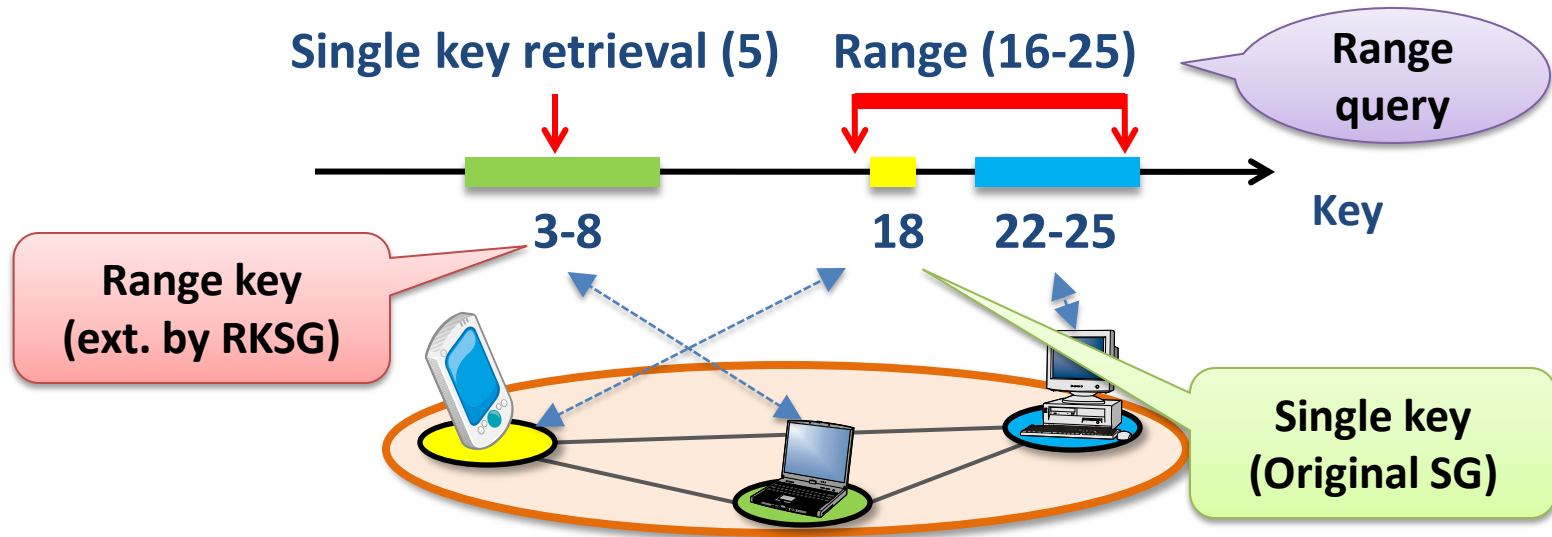 Single key retrieval (5)
Range (16-25)
Range
query
3-8
18
22-25
Key
Range key
(ext. by RKSG)
Single key
(Original SG)